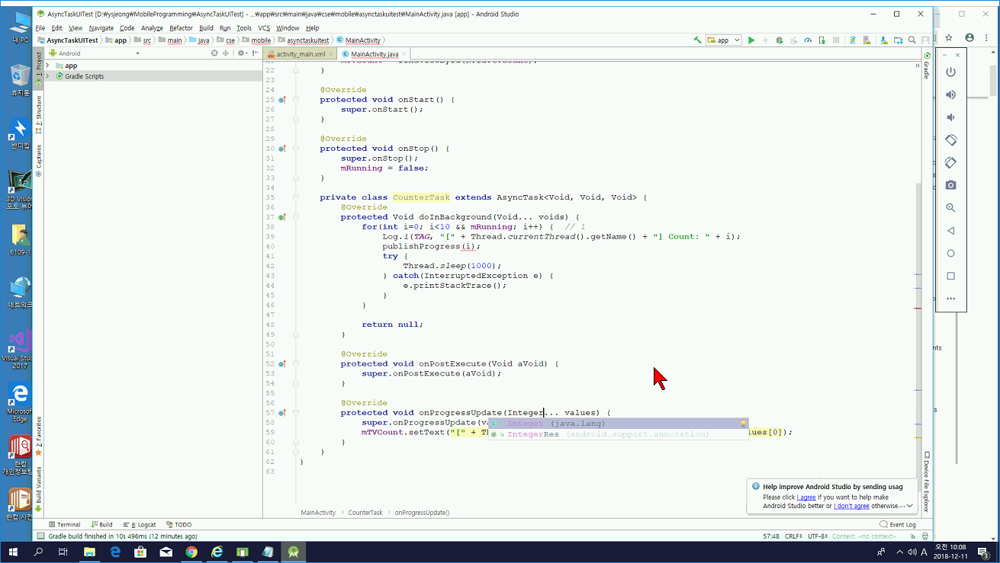 AsyncTaskUITest [D:₩ysjeong₩MobileProgramming₩AsyncTaskUITest] - ...₩app₩src₩main₩java₩cse₩mobile₩asynctaskuitest₩MainActivity.java [app] - Android Studio
File Edit View Navigate Code Analyze Refactor Build Run Tools VCS Window Help
AsyncTaskUITest app src main java cse mobile asynctaskuitest MainActivity
app
Android
activity_main.xml MainActivity.java
app
Gradle Scripts
1: Project
7: Structure
Captures
2: Favorites
Build Variants
Gradle
Device File Explorer
내 PC
휴지통
반디집
3D Vision
포토 뷰어
6109-1
네트워크
Visual Studio
2017
Microsoft
Edge
한컴
한컴 사전
22 }
23
24 @Override
25 protected void onStart() {
26 super.onStart();
27 }
28
29 @Override
30 protected void onStop() {
31 super.onStop();
32 mRunning = false;
33 }
34
35 private class CounterTask extends AsyncTask<Void, Void, Void> {
36 @Override
37 protected Void doInBackground(Void... voids) {
38 for(int i=0; i<10 && mRunning; i++) { // 1
39 Log.i(TAG, "[" + Thread.currentThread().getName() + "] Count: " + i);
40 publishProgress(i);
41 try {
42 Thread.sleep(1000);
43 } catch(InterruptedException e) {
44 e.printStackTrace();
45 }
46 }
47
48 return null;
49 }
50
51 @Override
52 protected void onPostExecute(Void aVoid) {
53 super.onPostExecute(aVoid);
54 }
55
56 @Override
57 protected void onProgressUpdate(Integer... values) {
58 super.onProgressUpdate(va
Integer (java.lang)
59 mTVCount.setText("[" + Th lues[0]);
IntegerRes (android.support.annotation)
60 }
61 }
62 }
63
MainActivity CounterTask onProgressUpdate()
Help improve Android Studio by sending usag
Please click I agree if you want to help make
Android Studio better or I don't agree otherwise....
Terminal Build 6: Logcat TODO Event Log
Gradle build finished in 10s 496ms (12 minutes ago) 57:48 CRLF UTF-8 Context: <no context>
A 오전 10:08
2018-12-11
3